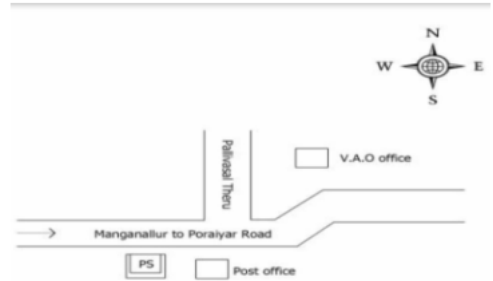 N
W E
S
Pallivasal Theru
V.A.O office
Manganallur to Poraiyar Road
PS
Post office